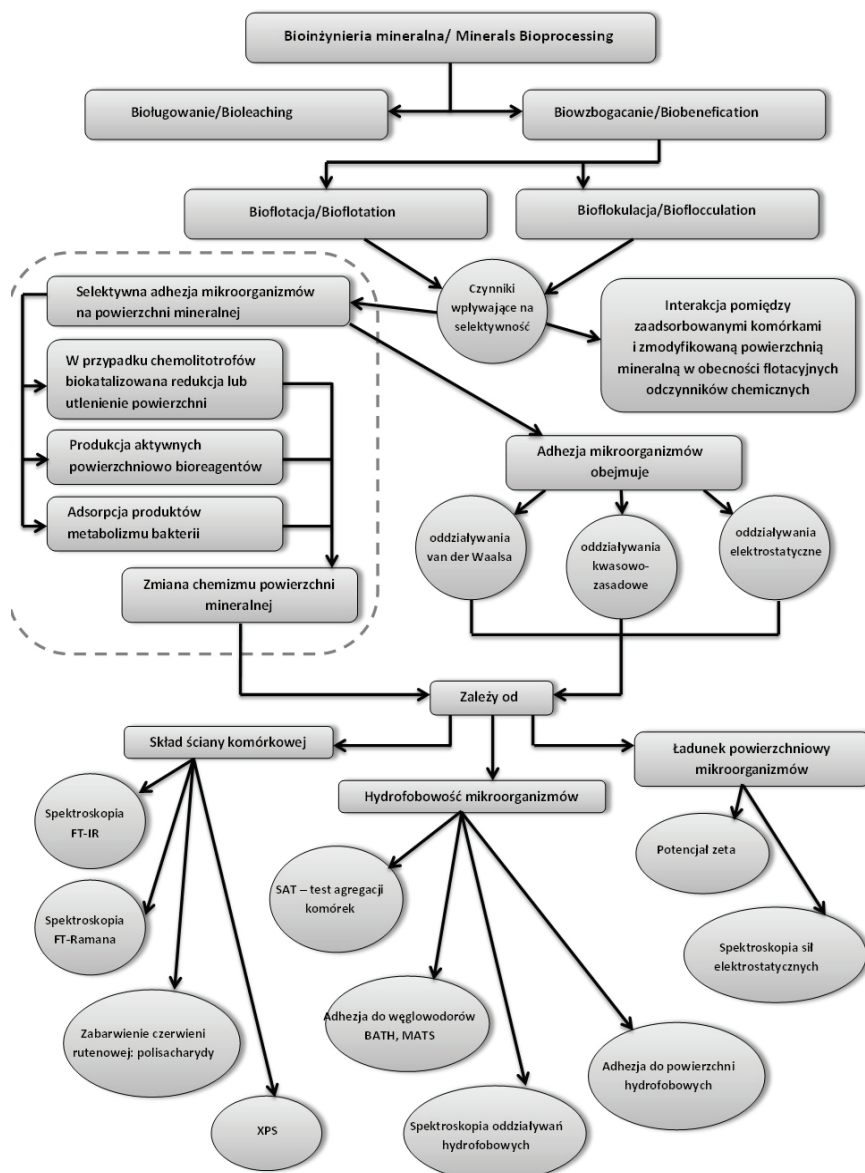 Bioinżynieria mineralna/ Minerals Bioprocessing
Bioługowanie/Bioleaching
Biowzbogacanie/Biobenefication
Bioflotacja/Bioflotation
Bioflokulacja/Bioflocculation
Czynniki
wpływające na
selektywność
Selektywna adhezja mikroorganizmów
na powierzchni mineralnej
Interakcja pomiędzy
zaadsorbowanymi komórkami
i zmodyfikowaną powierzchnią
mineralną w obecności flotacyjnych
odczynników chemicznych
W przypadku chemolitotrofów
biokatalizowana redukcja lub
utlenienie powierzchni
Produkcja aktywnych
powierzchniowo bioreagentów
Adsorpcja produktów
metabolizmu bakterii
Zmiana chemizmu powierzchni
mineralnej
Adhezja mikroorganizmów
obejmuje
oddziaływania
van der Waalsa
oddziaływania
kwasowo-
zasadowe
oddziaływania
elektrostatyczne
Zależy od
Skład ściany komórkowej
Hydrofobowość mikroorganizmów
Ładunek powierzchniowy
mikroorganizmów
Spektroskopia
FT-IR
Spektroskopia
FT-Ramana
Zabarwienie czerwieni
rutenowej: polisacharydy
XPS
SAT – test agregacji
komórek
Adhezja do węglowodorów
BATH, MATS
Spektroskopia oddziaływań
hydrofobowych
Adhezja do powierzchni
hydrofobowych
Potencjał zeta
Spektroskopia sił
elektrostatycznych